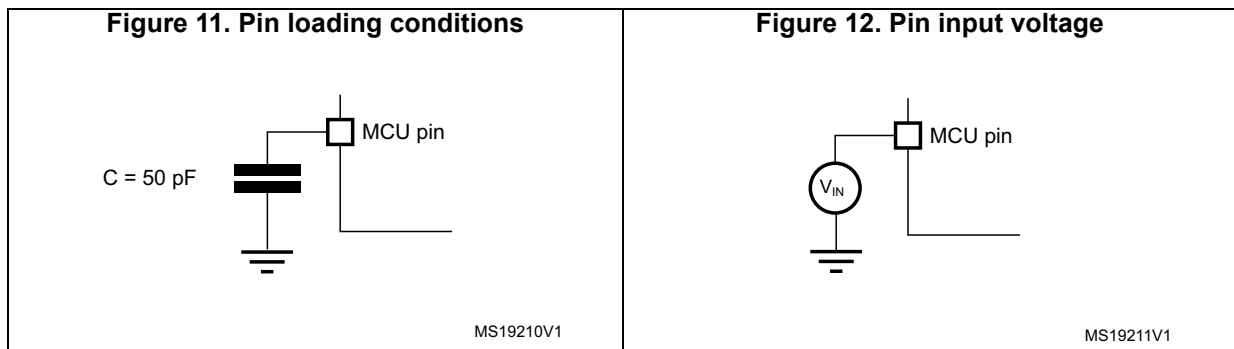 Figure 11. Pin loading conditions
MCU pin
C = 50 pF
MS19210V1
Figure 12. Pin input voltage
MCU pin
VIN
MS19211V1